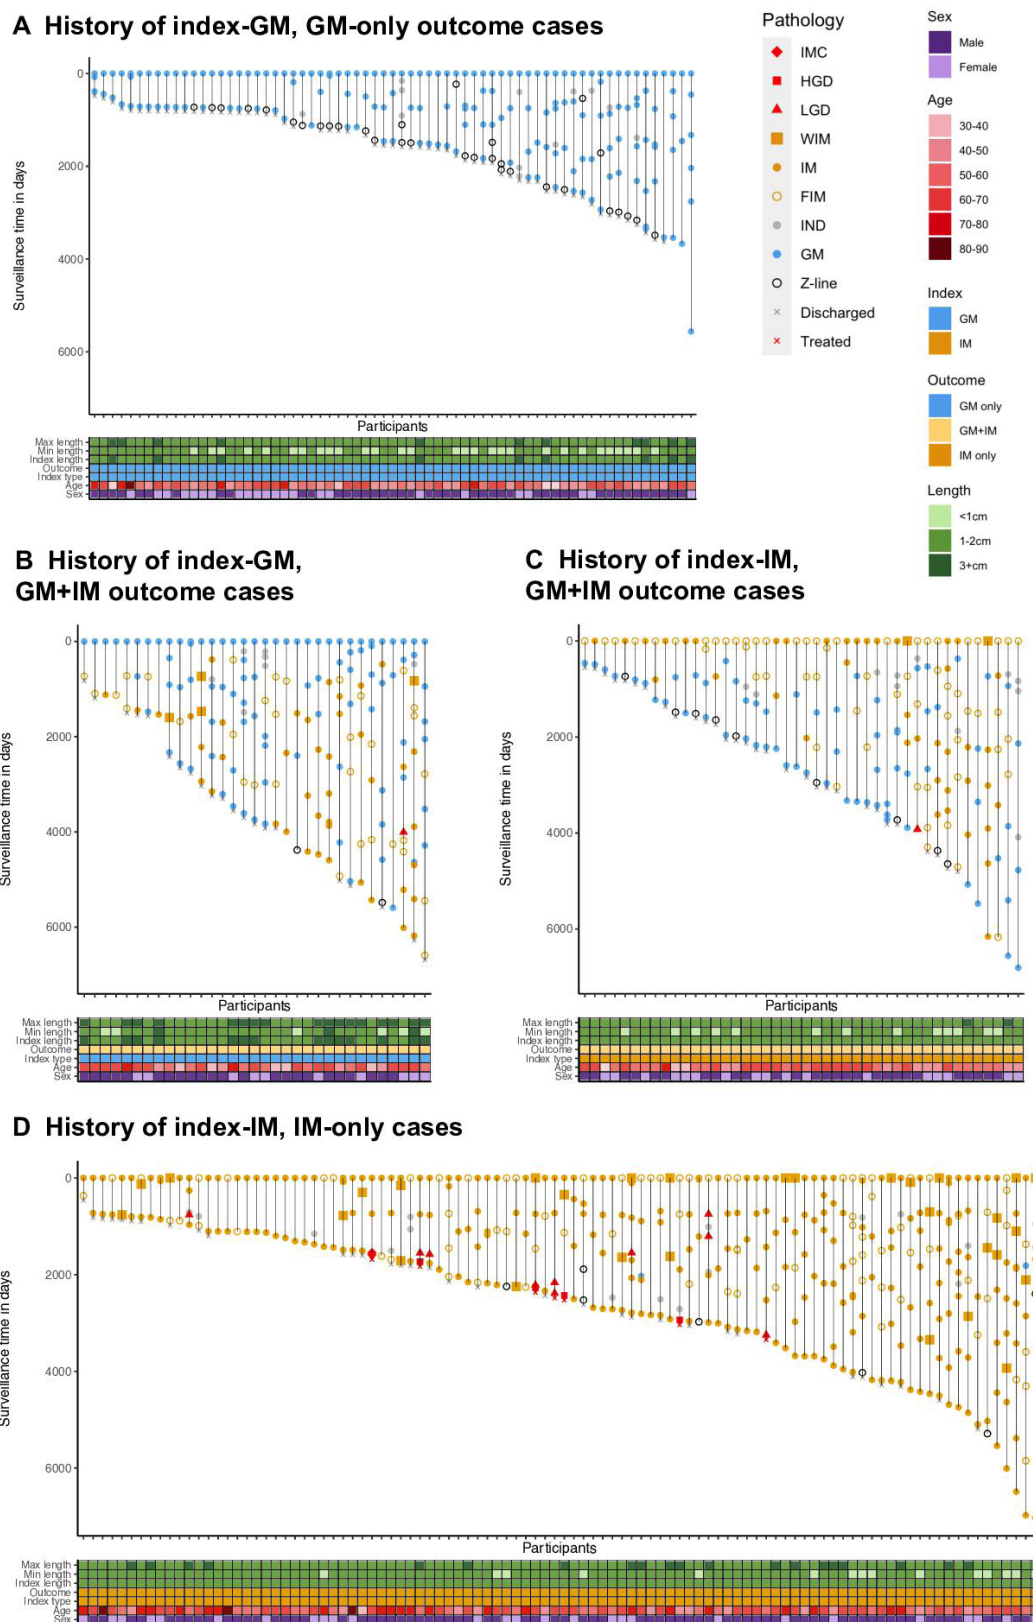 A History of index-GM, GM-only outcome cases
0
2000
4000
6000
Surveillance time in days
Participants
Max length
Min length
Index length
Outcome
Index type
Age
Sex
Pathology
IMC
HGD
LGD
WIM
IM
FIM
IND
GM
Z-line
Discharged
Treated
Sex
Male
Female
Age
30-40
40-50
50-60
60-70
70-80
80-90
Index
GM
IM
Outcome
GM only
GM+IM
IM only
Length
<1cm
1-2cm
3+cm
B History of index-GM,
GM+IM outcome cases
0
2000
4000
6000
Surveillance time in days
Participants
Max length
Min length
Index length
Outcome
Index type
Age
Sex
C History of index-IM,
GM+IM outcome cases
0
2000
4000
6000
Surveillance time in days
Participants
Max length
Min length
Index length
Outcome
Index type
Age
Sex
D History of index-IM, IM-only cases
0
2000
4000
6000
Surveillance time in days
Participants
Max length
Min length
Index length
Outcome
Index type
Age
Sex